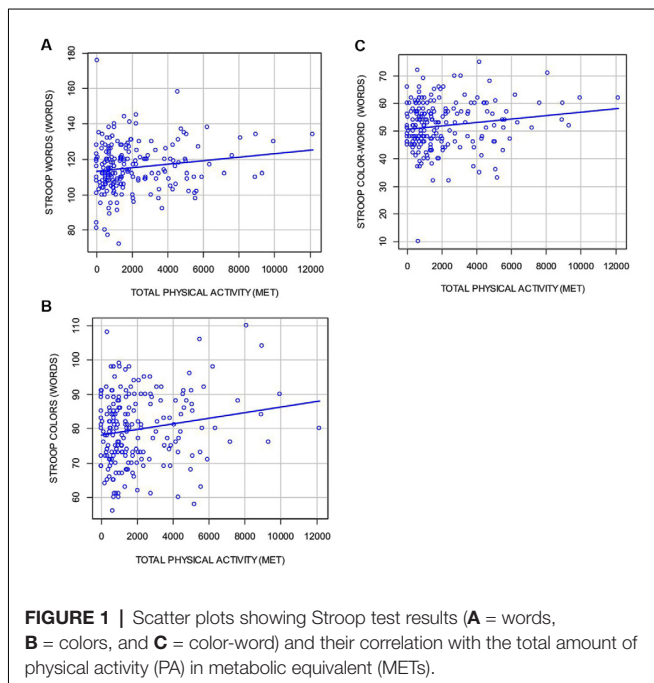 A
STROOP WORDS (WORDS)
180
160
140
120
100
80
0 2000 4000 6000 8000 10000 12000
TOTAL PHYSICAL ACTIVITY (MET)
C
STROOP COLOR-WORD (WORDS)
70
60
50
40
30
20
10
0 2000 4000 6000 8000 10000 12000
TOTAL PHYSICAL ACTIVITY (MET)
B
STROOP COLORS (WORDS)
110
100
90
80
70
60
0 2000 4000 6000 8000 10000 12000
TOTAL PHYSICAL ACTIVITY (MET)
FIGURE 1 | Scatter plots showing Stroop test results (A = words,
B = colors, and C = color-word) and their correlation with the total amount of
physical activity (PA) in metabolic equivalent (METs).